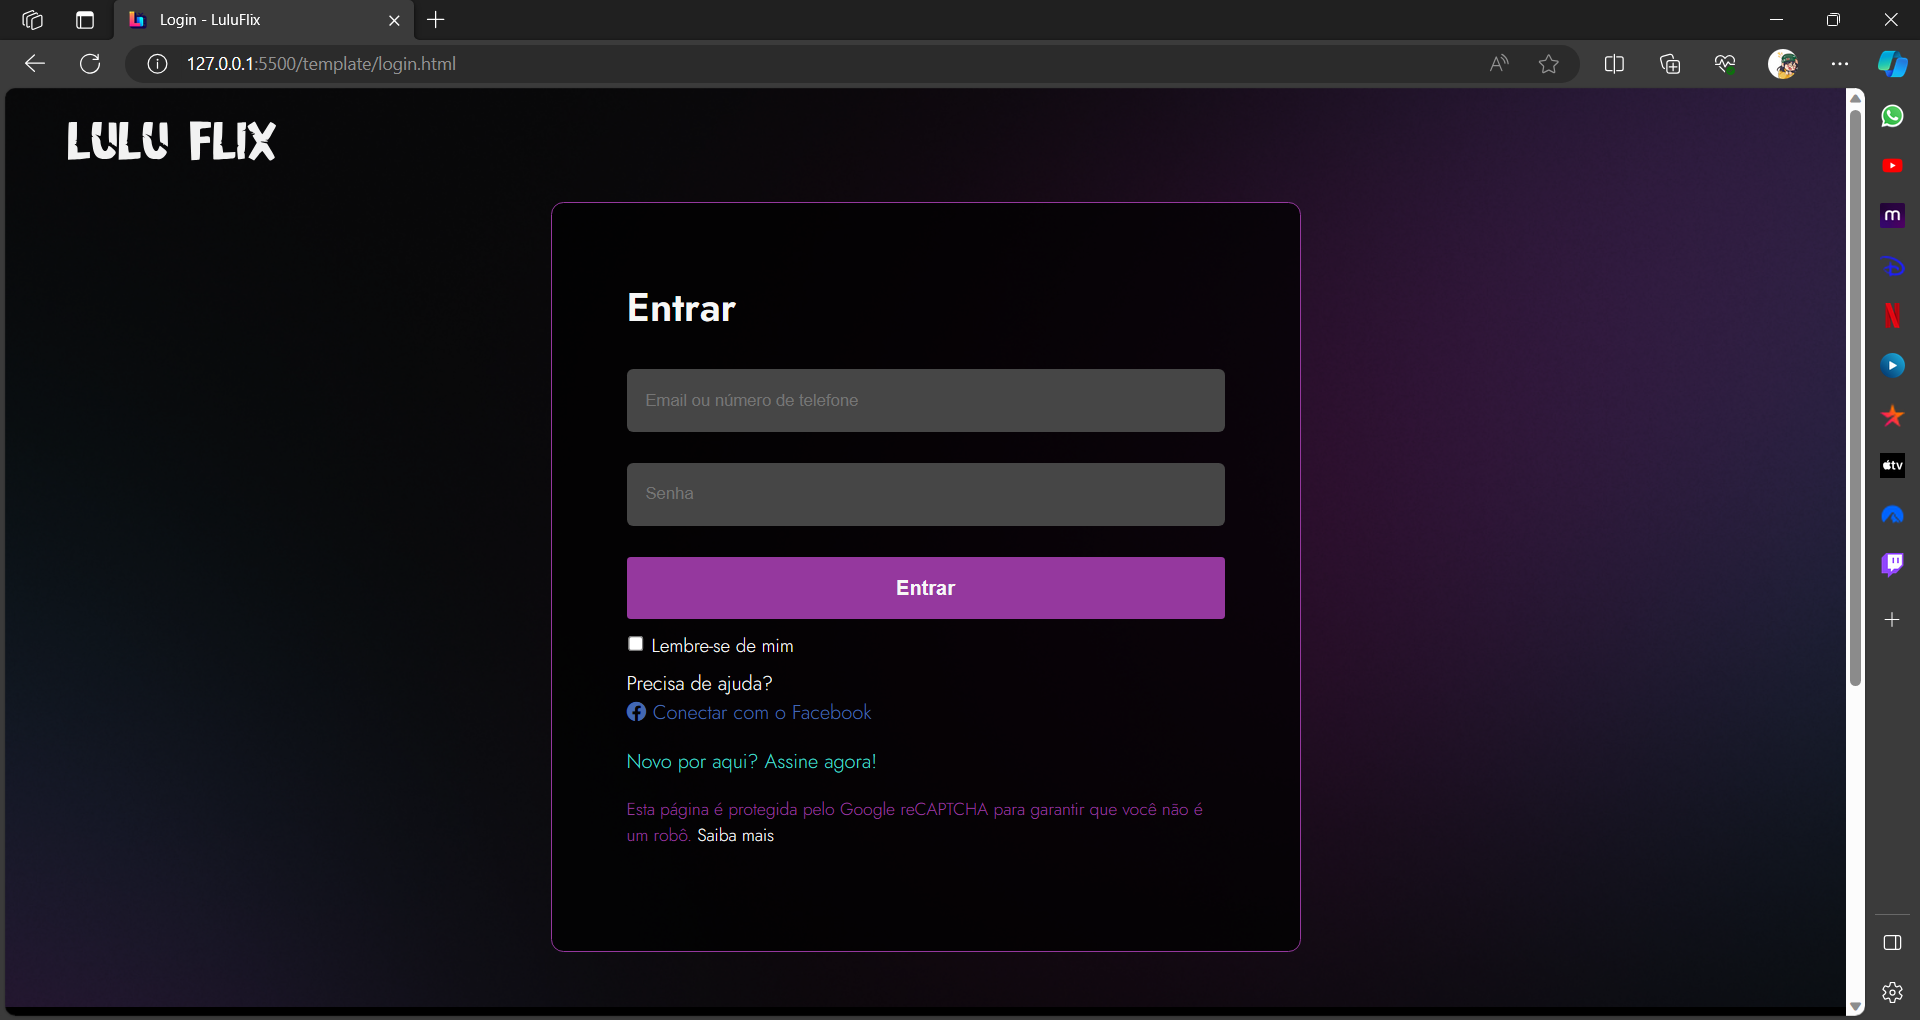 Login - LuluFlix
127.0.0.1:5500/template/login.html
LULU FLIX
Entrar
Email ou número de telefone
Senha
Entrar
Lembre-se de mim
Precisa de ajuda?
Conectar com o Facebook
Novo por aqui? Assine agora!
Esta página é protegida pelo Google reCAPTCHA para garantir que você não é
um robô. Saiba mais
m
tv